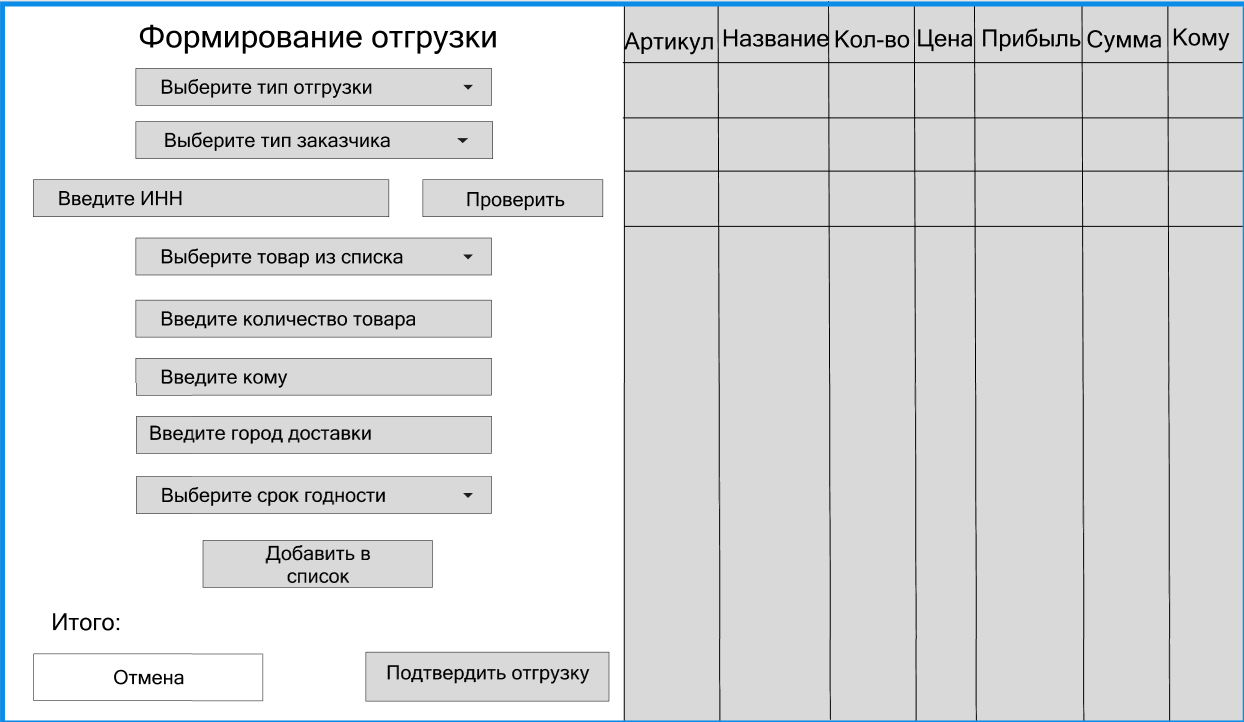 Формирование отгрузки
Выберите тип отгрузки
Выберите тип заказчика
Введите ИНН
Проверить
Выберите товар из списка
Введите количество товара
Введите кому
Введите город доставки
Выберите срок годности
Добавить в
список
Итого:
Отмена
Подтвердить отгрузку
Артикул Название Кол-во Цена Прибыль Сумма Кому